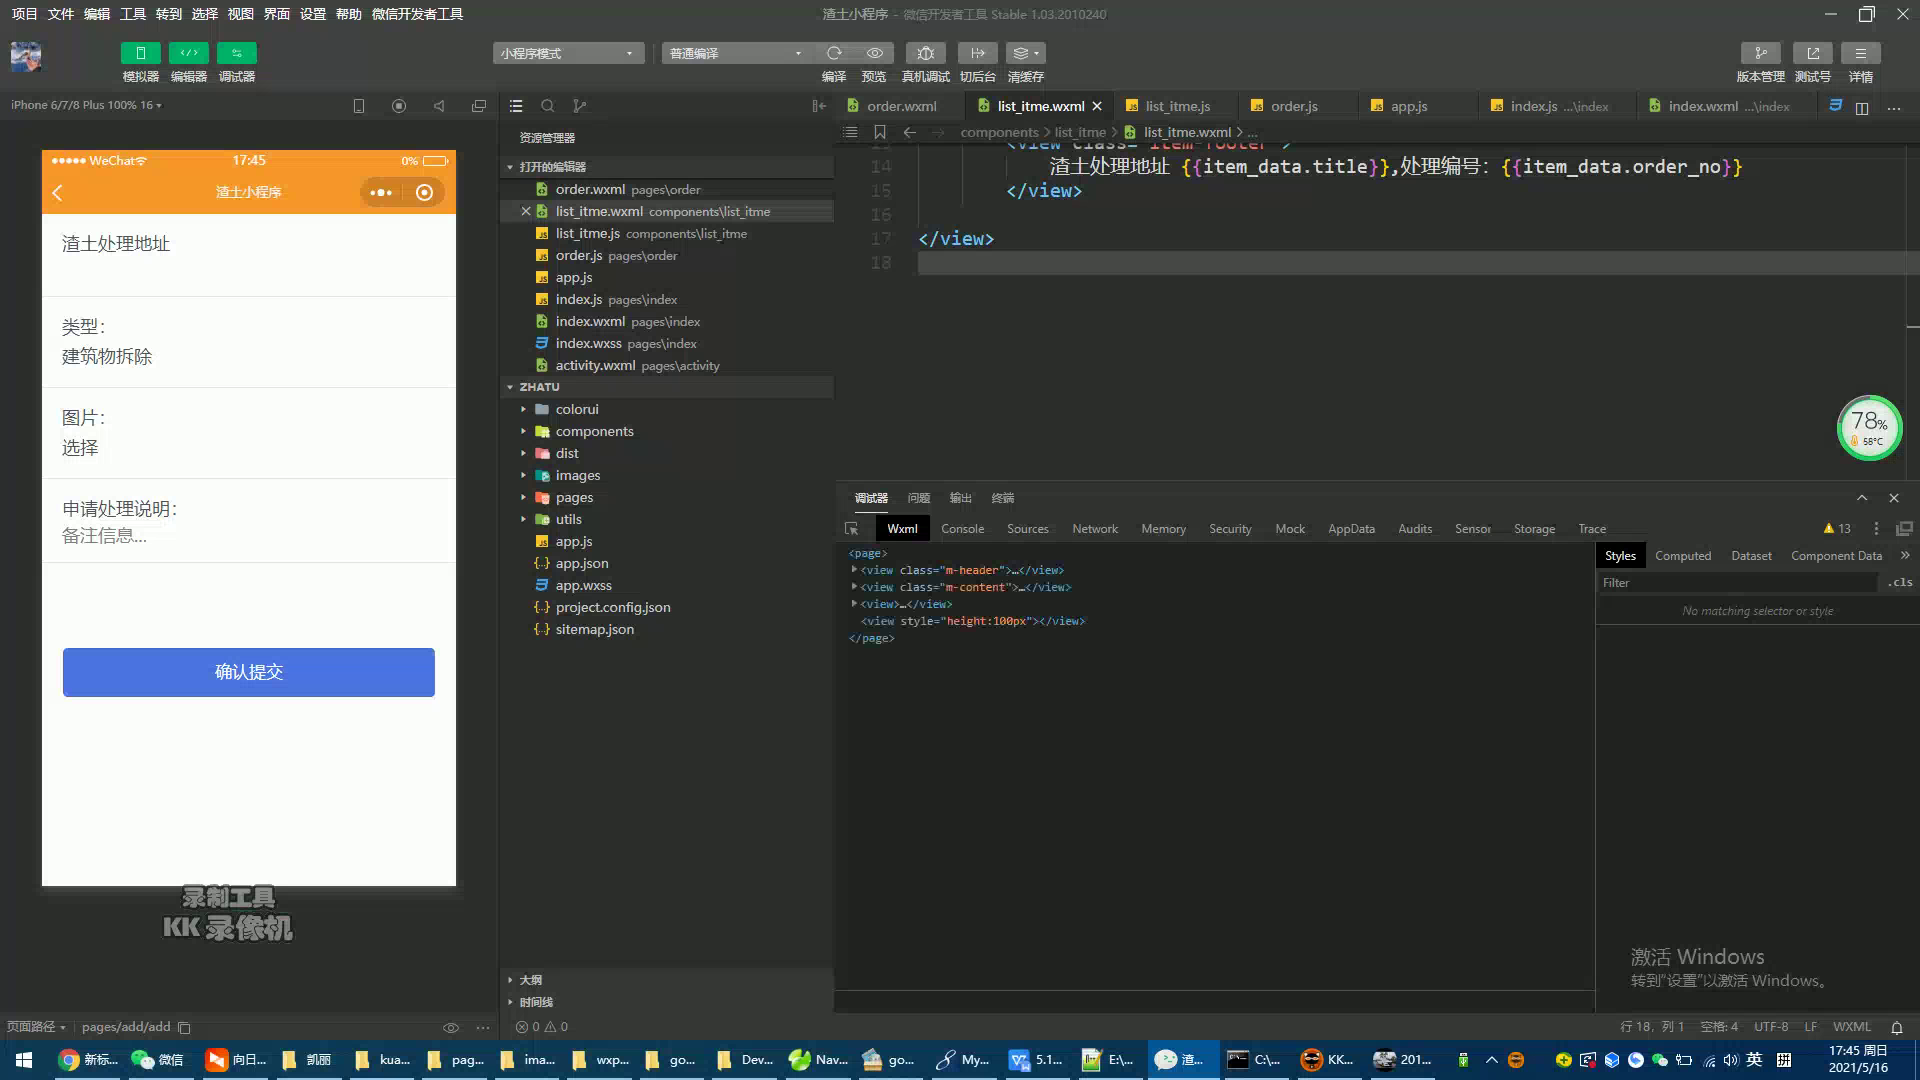 项目 文件 编辑 工具 转到 选择 视图 界面 设置 帮助 微信开发者工具
渣土小程序 - 微信开发者工具 Stable 1.03.2010240
小程序模式
普通编译
模拟器 编辑器 调试器
编译 预览 真机调试 切后台 清缓存
版本管理 测试号 详情
iPhone 6/7/8 Plus 100% 16
WeChat
17:45
0%
渣土小程序
渣土处理地址
类型：
建筑物拆除
图片：
选择
申请处理说明：
备注信息...
确认提交
录制工具
KK 录像机
页面路径
pages/add/add
资源管理器
打开的编辑器
order.wxml pages\order
list_itme.wxml components\list_itme
list_itme.js components\list_itme
order.js pages\order
app.js
index.js pages\index
index.wxml pages\index
index.wxss pages\index
activity.wxml pages\activity
ZHATU
colorui
components
dist
images
pages
utils
app.js
app.json
app.wxss
project.config.json
sitemap.json
大纲
时间线
0 0
order.wxml
list_itme.wxml
list_itme.js
order.js
app.js
index.js ...\index
index.wxml ...\index
components > list_itme > list_itme.wxml > ...
13 <view class="item-footer">
14 渣土处理地址 {{item_data.title}},处理编号：{{item_data.order_no}}
15 </view>
16
17 </view>
18
78%
58°C
调试器 问题 输出 终端
Wxml Console Sources Network Memory Security Mock AppData Audits Sensor Storage Trace
13
<page>
<view class="m-header">…</view>
<view class="m-content">…</view>
<view>…</view>
<view style="height:100px"></view>
</page>
Styles Computed Dataset Component Data
Filter
.cls
No matching selector or style
激活 Windows
转到"设置"以激活 Windows。
行 18，列 1 空格: 4 UTF-8 LF WXML
新标... 微信 向日... 凯丽 kua... pag... ima... wxp... go... Dev... Nav... go... My... 5.1... E:\... 渣... C:\... KK... 201...
英
17:45 周日
2021/5/16